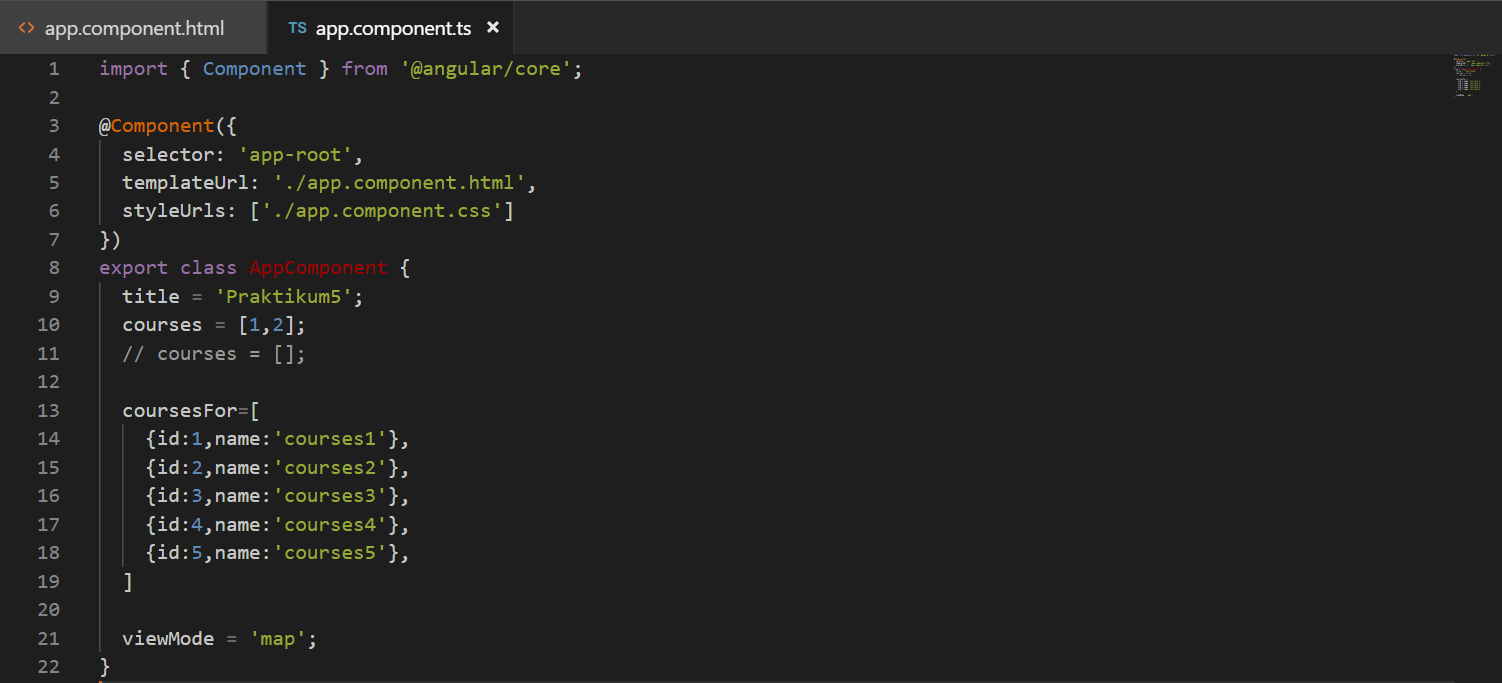 <> app.component.html TS app.component.ts ×
1 import { Component } from '@angular/core';
2
3 @Component({
4 selector: 'app-root',
5 templateUrl: './app.component.html',
6 styleUrls: ['./app.component.css']
7 })
8 export class AppComponent {
9 title = 'Praktikum5';
10 courses = [1,2];
11 // courses = [];
12
13 coursesFor=[
14 {id:1,name:'courses1'},
15 {id:2,name:'courses2'},
16 {id:3,name:'courses3'},
17 {id:4,name:'courses4'},
18 {id:5,name:'courses5'},
19 ]
20
21 viewMode = 'map';
22 }